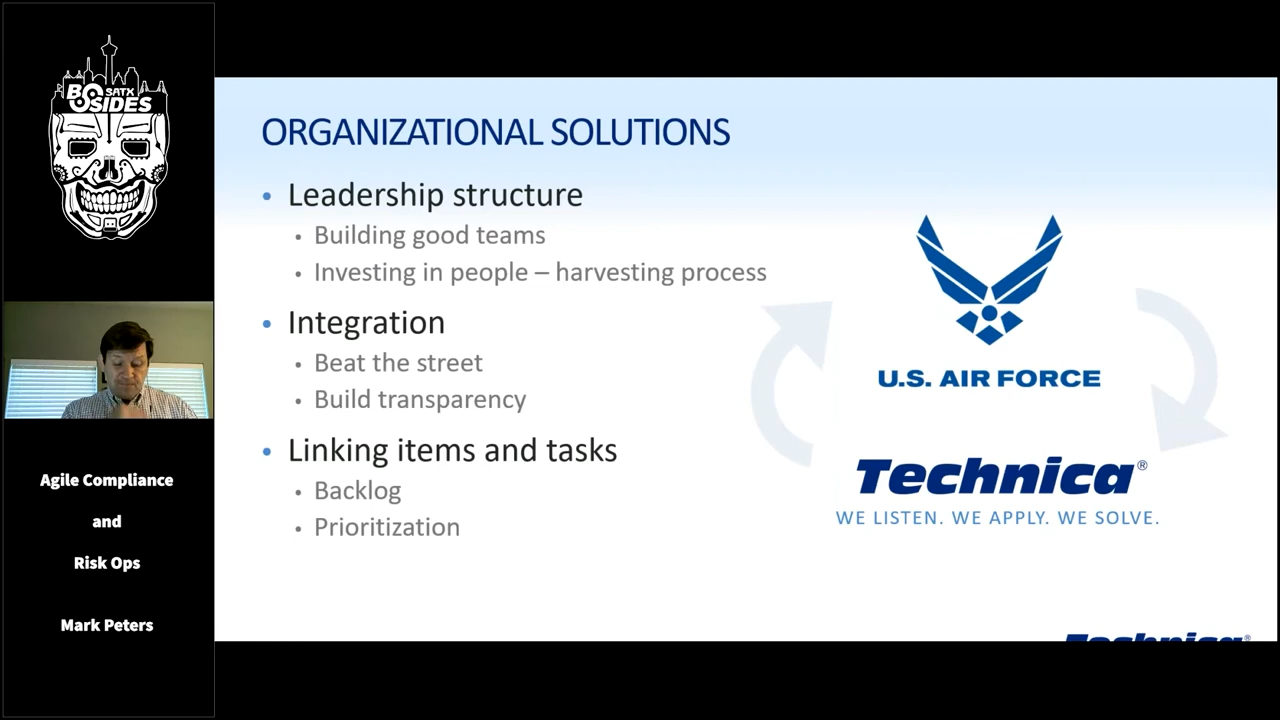 BSIDES
SATX
Agile Compliance
and
Risk Ops
Mark Peters
ORGANIZATIONAL SOLUTIONS
• Leadership structure
• Building good teams
• Investing in people – harvesting process
• Integration
• Beat the street
• Build transparency
• Linking items and tasks
• Backlog
• Prioritization
U.S. AIR FORCE
Technica®
WE LISTEN. WE APPLY. WE SOLVE.
Technica®